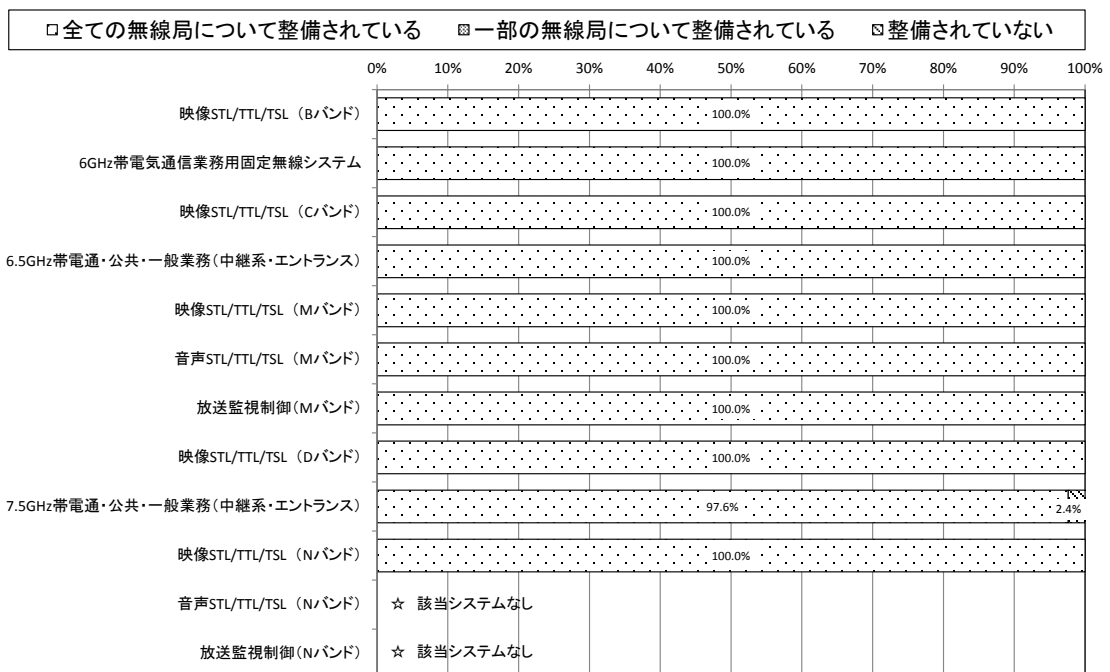 全ての無線局について整備されている 一部の無線局について整備されている 整備されていない
0% 10% 20% 30% 40% 50% 60% 70% 80% 90% 100%
映像STL/TTL/TSL (Bバンド) 100.0%
6GHz帯電気通信業務用固定無線システム 100.0%
映像STL/TTL/TSL (Cバンド) 100.0%
6.5GHz帯電通・公共・一般業務(中継系・エントランス) 100.0%
映像STL/TTL/TSL (Mバンド) 100.0%
音声STL/TTL/TSL (Mバンド) 100.0%
放送監視制御(Mバンド) 100.0%
映像STL/TTL/TSL (Dバンド) 100.0%
7.5GHz帯電通・公共・一般業務(中継系・エントランス) 97.6% 2.4%
映像STL/TTL/TSL (Nバンド) 100.0%
音声STL/TTL/TSL (Nバンド) ☆ 該当システムなし
放送監視制御(Nバンド) ☆ 該当システムなし